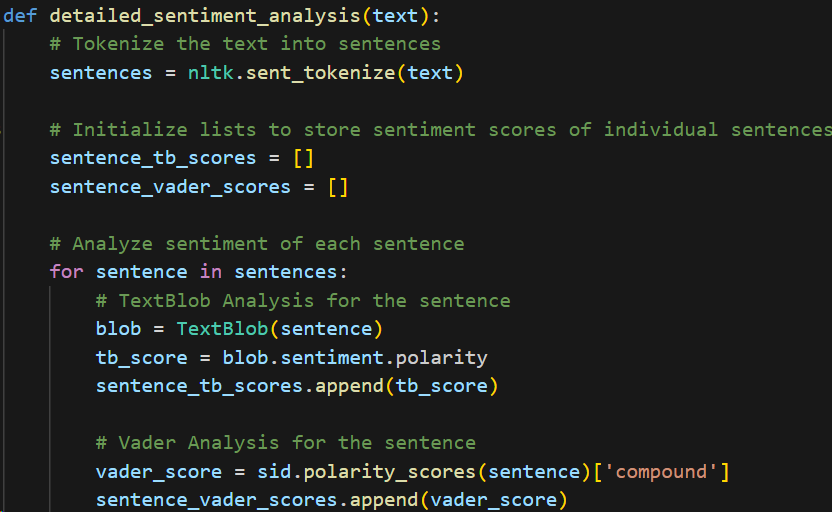 def detailed_sentiment_analysis(text):
    # Tokenize the text into sentences
    sentences = nltk.sent_tokenize(text)

    # Initialize lists to store sentiment scores of individual sentences
    sentence_tb_scores = []
    sentence_vader_scores = []

    # Analyze sentiment of each sentence
    for sentence in sentences:
        # TextBlob Analysis for the sentence
        blob = TextBlob(sentence)
        tb_score = blob.sentiment.polarity
        sentence_tb_scores.append(tb_score)

        # Vader Analysis for the sentence
        vader_score = sid.polarity_scores(sentence)['compound']
        sentence_vader_scores.append(vader_score)